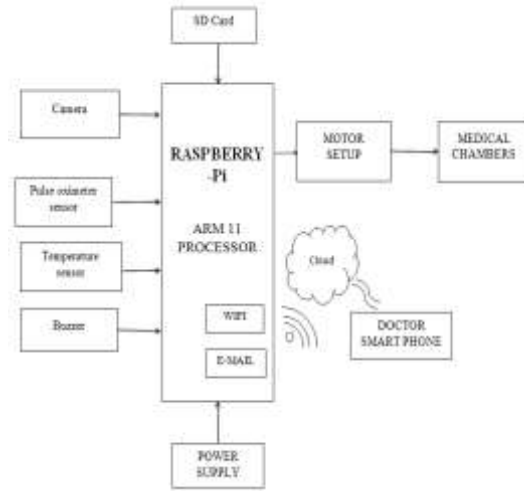 SD Card
Camera
RASPBERRY
-Pi
ARM 11
PROCESSOR
MOTOR
SETUP
MEDICAL
CHAMBERS
Pulse oximeter
sensor
Temperature
sensor
Buzzer
Cloud
WIFI
E-MAIL
DOCTOR
SMART PHONE
POWER
SUPPLY